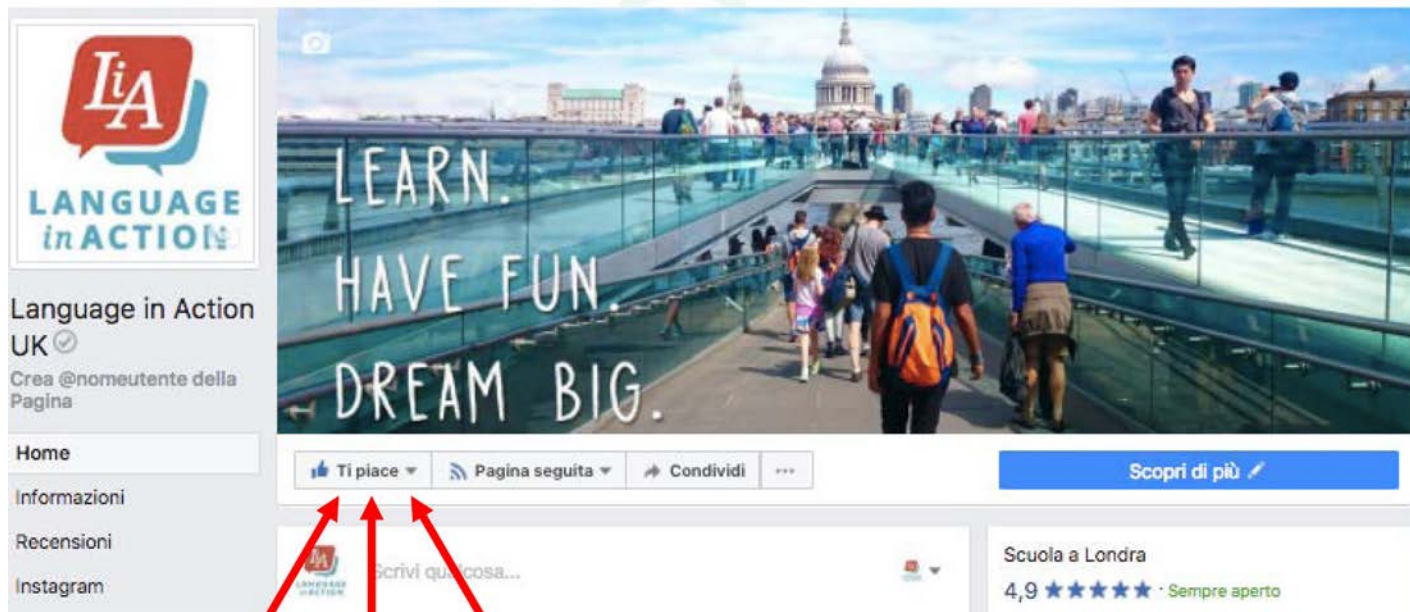 LiA
LANGUAGE
in ACTION
Language in Action
UK
Crea @nomeutente della
Pagina
Home
Informazioni
Recensioni
Instagram
LEARN.
HAVE FUN.
DREAM BIG.
Ti piace
Pagina seguita
Condividi
Scopri di più
LiA
Scrivi qualcosa...
Scuola a Londra
4,9 ★★★★★ · Sempre aperto